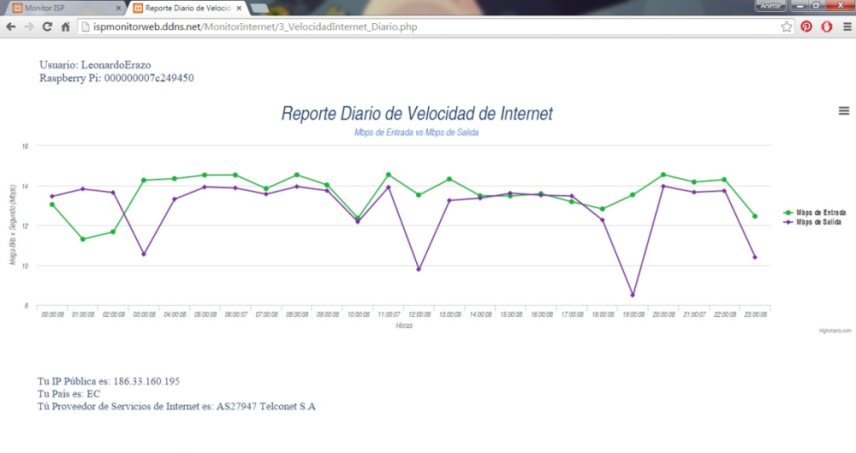 Monitor ISP
Reporte Diario de Velocid
Anette
ispmonitorweb.ddns.net/MonitorInternet/3_VelocidadInternet_Diario.php
Usuario: LeonardoErazo
Raspberry Pi: 000000007c249450
Reporte Diario de Velocidad de Internet
Mbps de Entrada vs Mbps de Salida
Mega Bits x Segundo (Mbps)
16
14
12
10
8
00:00:08 01:00:08 02:00:08 03:00:08 04:00:08 05:00:08 06:00:07 07:00:08 08:00:08 09:00:08 10:00:08 11:00:07 12:00:08 13:00:08 14:00:08 15:00:08 16:00:08 17:00:08 18:00:08 19:00:08 20:00:08 21:00:07 22:00:08 23:00:08
Horas
Mbps de Entrada
Mbps de Salida
Highcharts.com
Tu IP Pública es: 186.33.160.195
Tu País es: EC
Tú Proveedor de Servicios de Internet es: AS27947 Telconet S.A